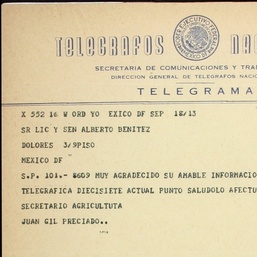 TELEGRAFOS NA
SECRETARIA DE COMUNICACIONES Y TRA
DIRECCION GENERAL DE TELEGRAFOS NACI
TELEGRAMA
X 552 16 W ORD YO EXICO DF SEP 18/13
SR LIC Y SEN ALBERTO BENITEZ
DOLORES 3/9PISO
MEXICO DF
S.P. 101.- 8609 MUY AGRADECIDO SU AMABLE INFORMACIO
TELEGRAFICA DIECISIETE ACTUAL PUNTO SALUDOLO AFECTU
SECRETARIO AGRICULTUTA
JUAN GIL PRECIADO..